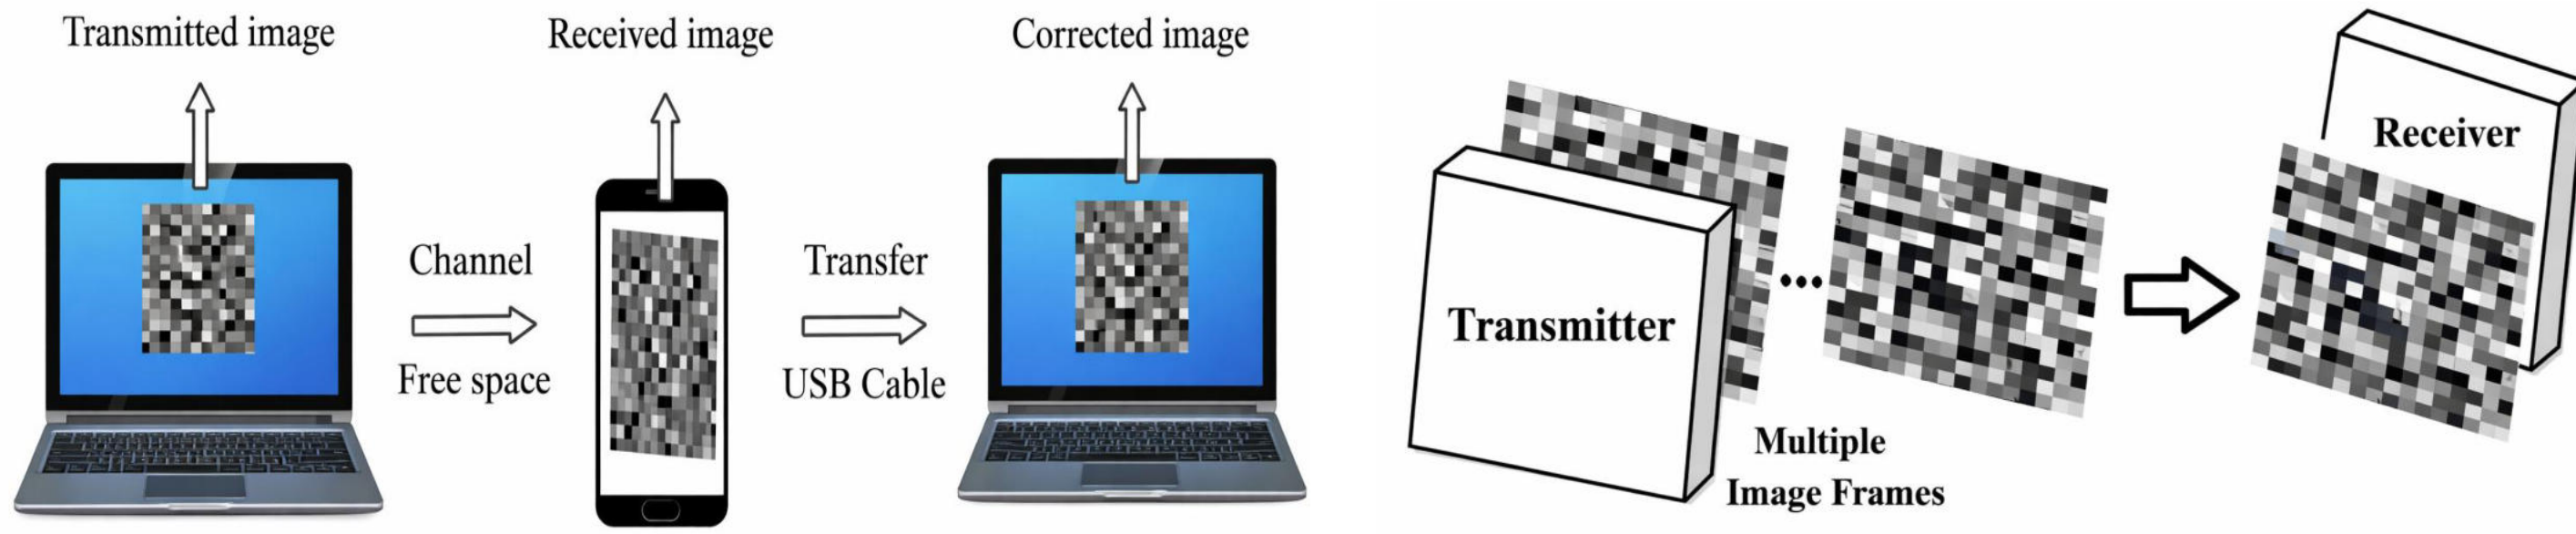 Transmitted image
Received image
Corrected image
Channel
Free space
Transfer
USB Cable
Transmitter
...
Multiple
Image Frames
Receiver